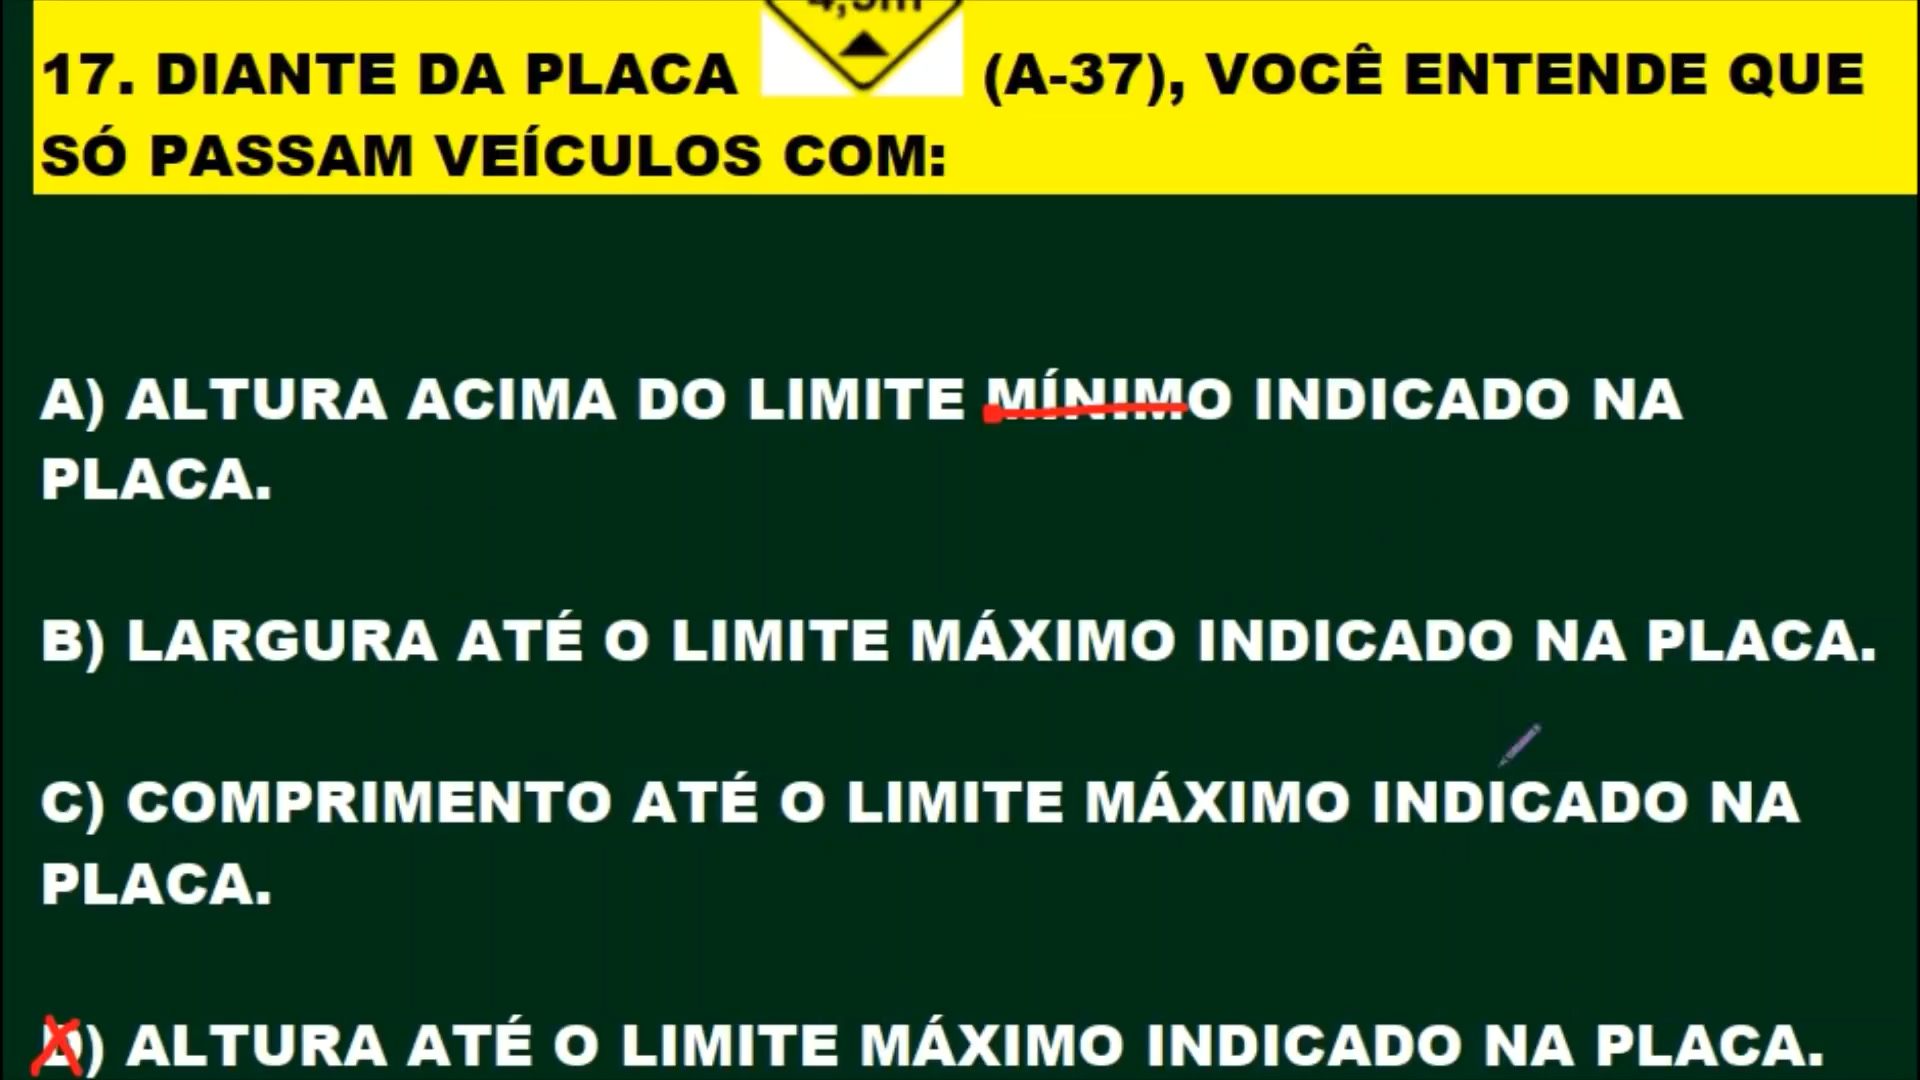 17. DIANTE DA PLACA (A-37), VOCÊ ENTENDE QUE
SÓ PASSAM VEÍCULOS COM:
A) ALTURA ACIMA DO LIMITE MÍNIMO INDICADO NA
PLACA.
B) LARGURA ATÉ O LIMITE MÁXIMO INDICADO NA PLACA.
C) COMPRIMENTO ATÉ O LIMITE MÁXIMO INDICADO NA
PLACA.
D) ALTURA ATÉ O LIMITE MÁXIMO INDICADO NA PLACA.